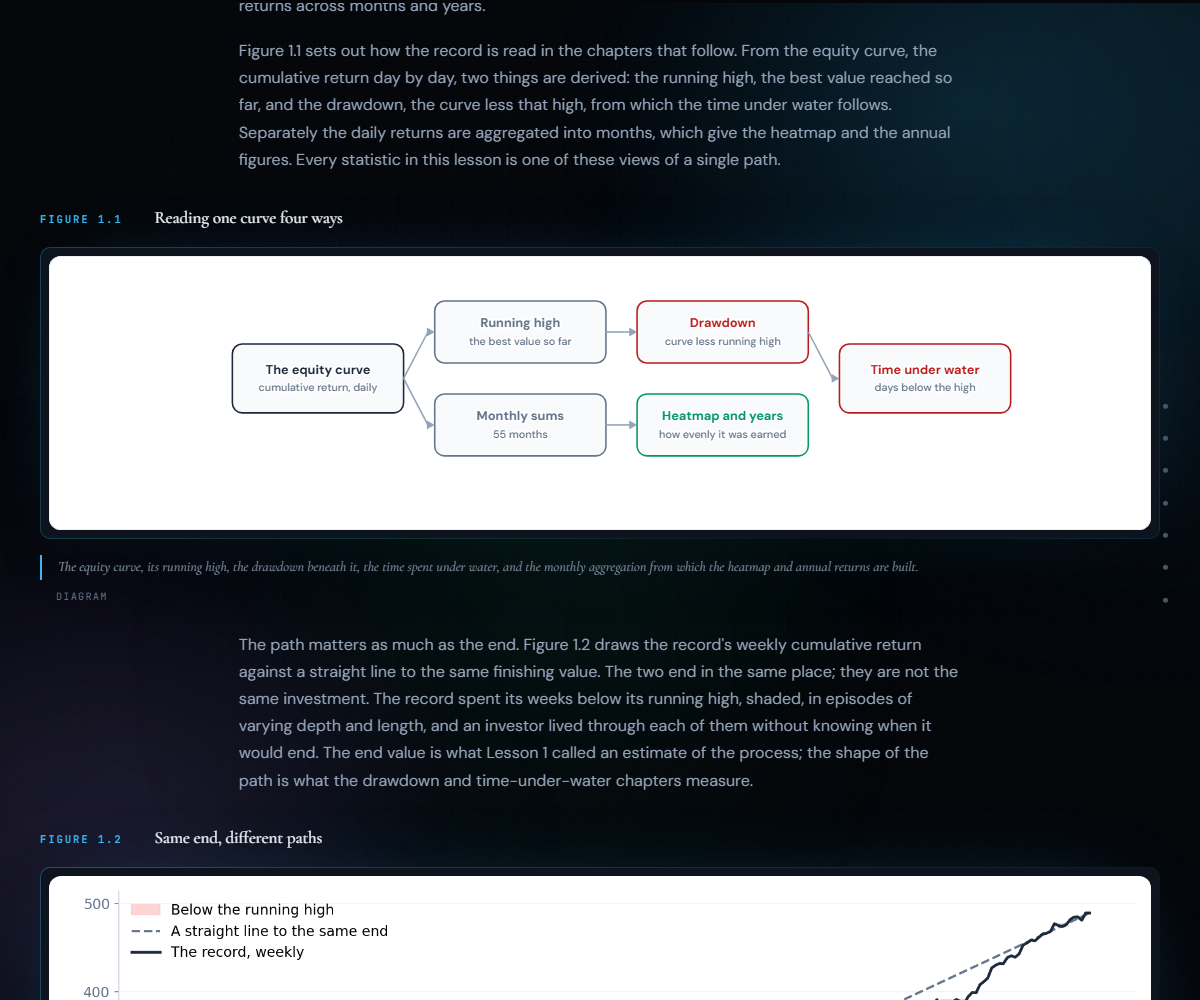 returns across months and years.
Figure 1.1 sets out how the record is read in the chapters that follow. From the equity curve, the
cumulative return day by day, two things are derived: the running high, the best value reached so
far, and the drawdown, the curve less that high, from which the time under water follows.
Separately the daily returns are aggregated into months, which give the heatmap and the annual
figures. Every statistic in this lesson is one of these views of a single path.
FIGURE 1.1 Reading one curve four ways
Running high
the best value so far
Drawdown
curve less running high
The equity curve
cumulative return, daily
Time under water
days below the high
Monthly sums
55 months
Heatmap and years
how evenly it was earned
The equity curve, its running high, the drawdown beneath it, the time spent under water, and the monthly aggregation from which the heatmap and annual returns are built.
DIAGRAM
The path matters as much as the end. Figure 1.2 draws the record's weekly cumulative return
against a straight line to the same finishing value. The two end in the same place; they are not the
same investment. The record spent its weeks below its running high, shaded, in episodes of
varying depth and length, and an investor lived through each of them without knowing when it
would end. The end value is what Lesson 1 called an estimate of the process; the shape of the
path is what the drawdown and time-under-water chapters measure.
FIGURE 1.2 Same end, different paths
500
Below the running high
A straight line to the same end
The record, weekly
400